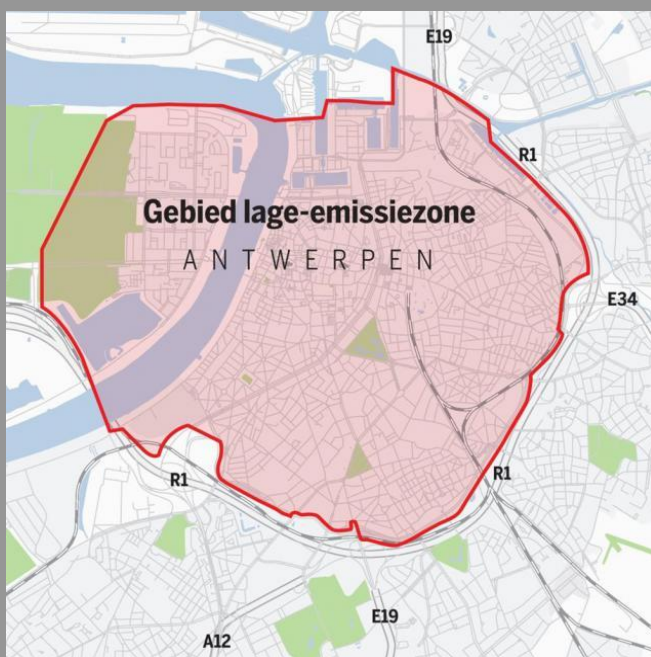 E19
R1
Gebied lage-emissiezone
ANTWERPEN
E34
R1
R1
E19
A12